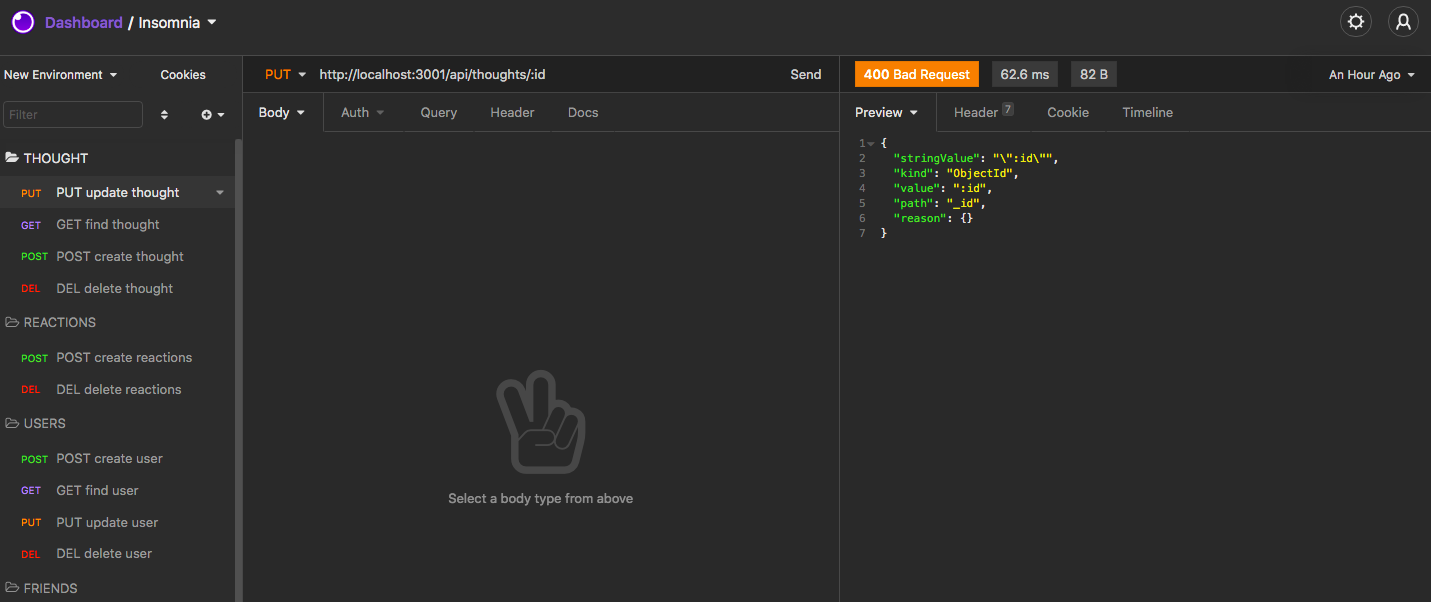 Dashboard / Insomnia
New Environment Cookies
Filter
THOUGHT
PUT PUT update thought
GET GET find thought
POST POST create thought
DEL DEL delete thought
REACTIONS
POST POST create reactions
DEL DEL delete reactions
USERS
POST POST create user
GET GET find user
PUT PUT update user
DEL DEL delete user
FRIENDS
PUT http://localhost:3001/api/thoughts/:id Send
Body Auth Query Header Docs
Select a body type from above
400 Bad Request 62.6 ms 82 B An Hour Ago
Preview Header 7 Cookie Timeline
1 {
2 "stringValue": "\":id\"",
3 "kind": "ObjectId",
4 "value": ":id",
5 "path": "_id",
6 "reason": {}
7 }